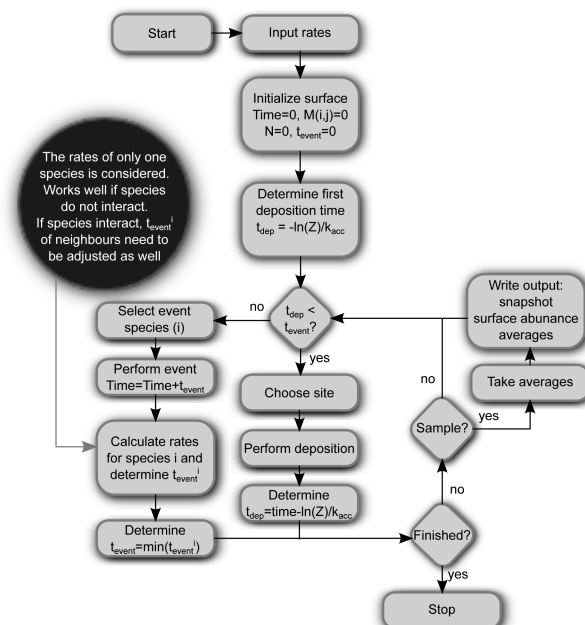 Start
Input rates
Initialize surface
Time=0, M(i,j)=0
N=0, t_event=0
The rates of only one
species is considered.
Works well if species
do not interact.
If species interact, t_event^i
of neighbours need to
be adjusted as well
Determine first
deposition time
t_dep = -ln(Z)/k_acc
t_dep <
t_event?
no
yes
Select event
species (i)
Perform event
Time=Time+t_event
Calculate rates
for species i and
determine t_event^i
Determine
t_event=min(t_event^i)
Choose site
Perform deposition
Determine
t_dep=time-ln(Z)/k_acc
Write output:
snapshot
surface abunance
averages
Take averages
no
Sample?
yes
no
Finished?
yes
Stop